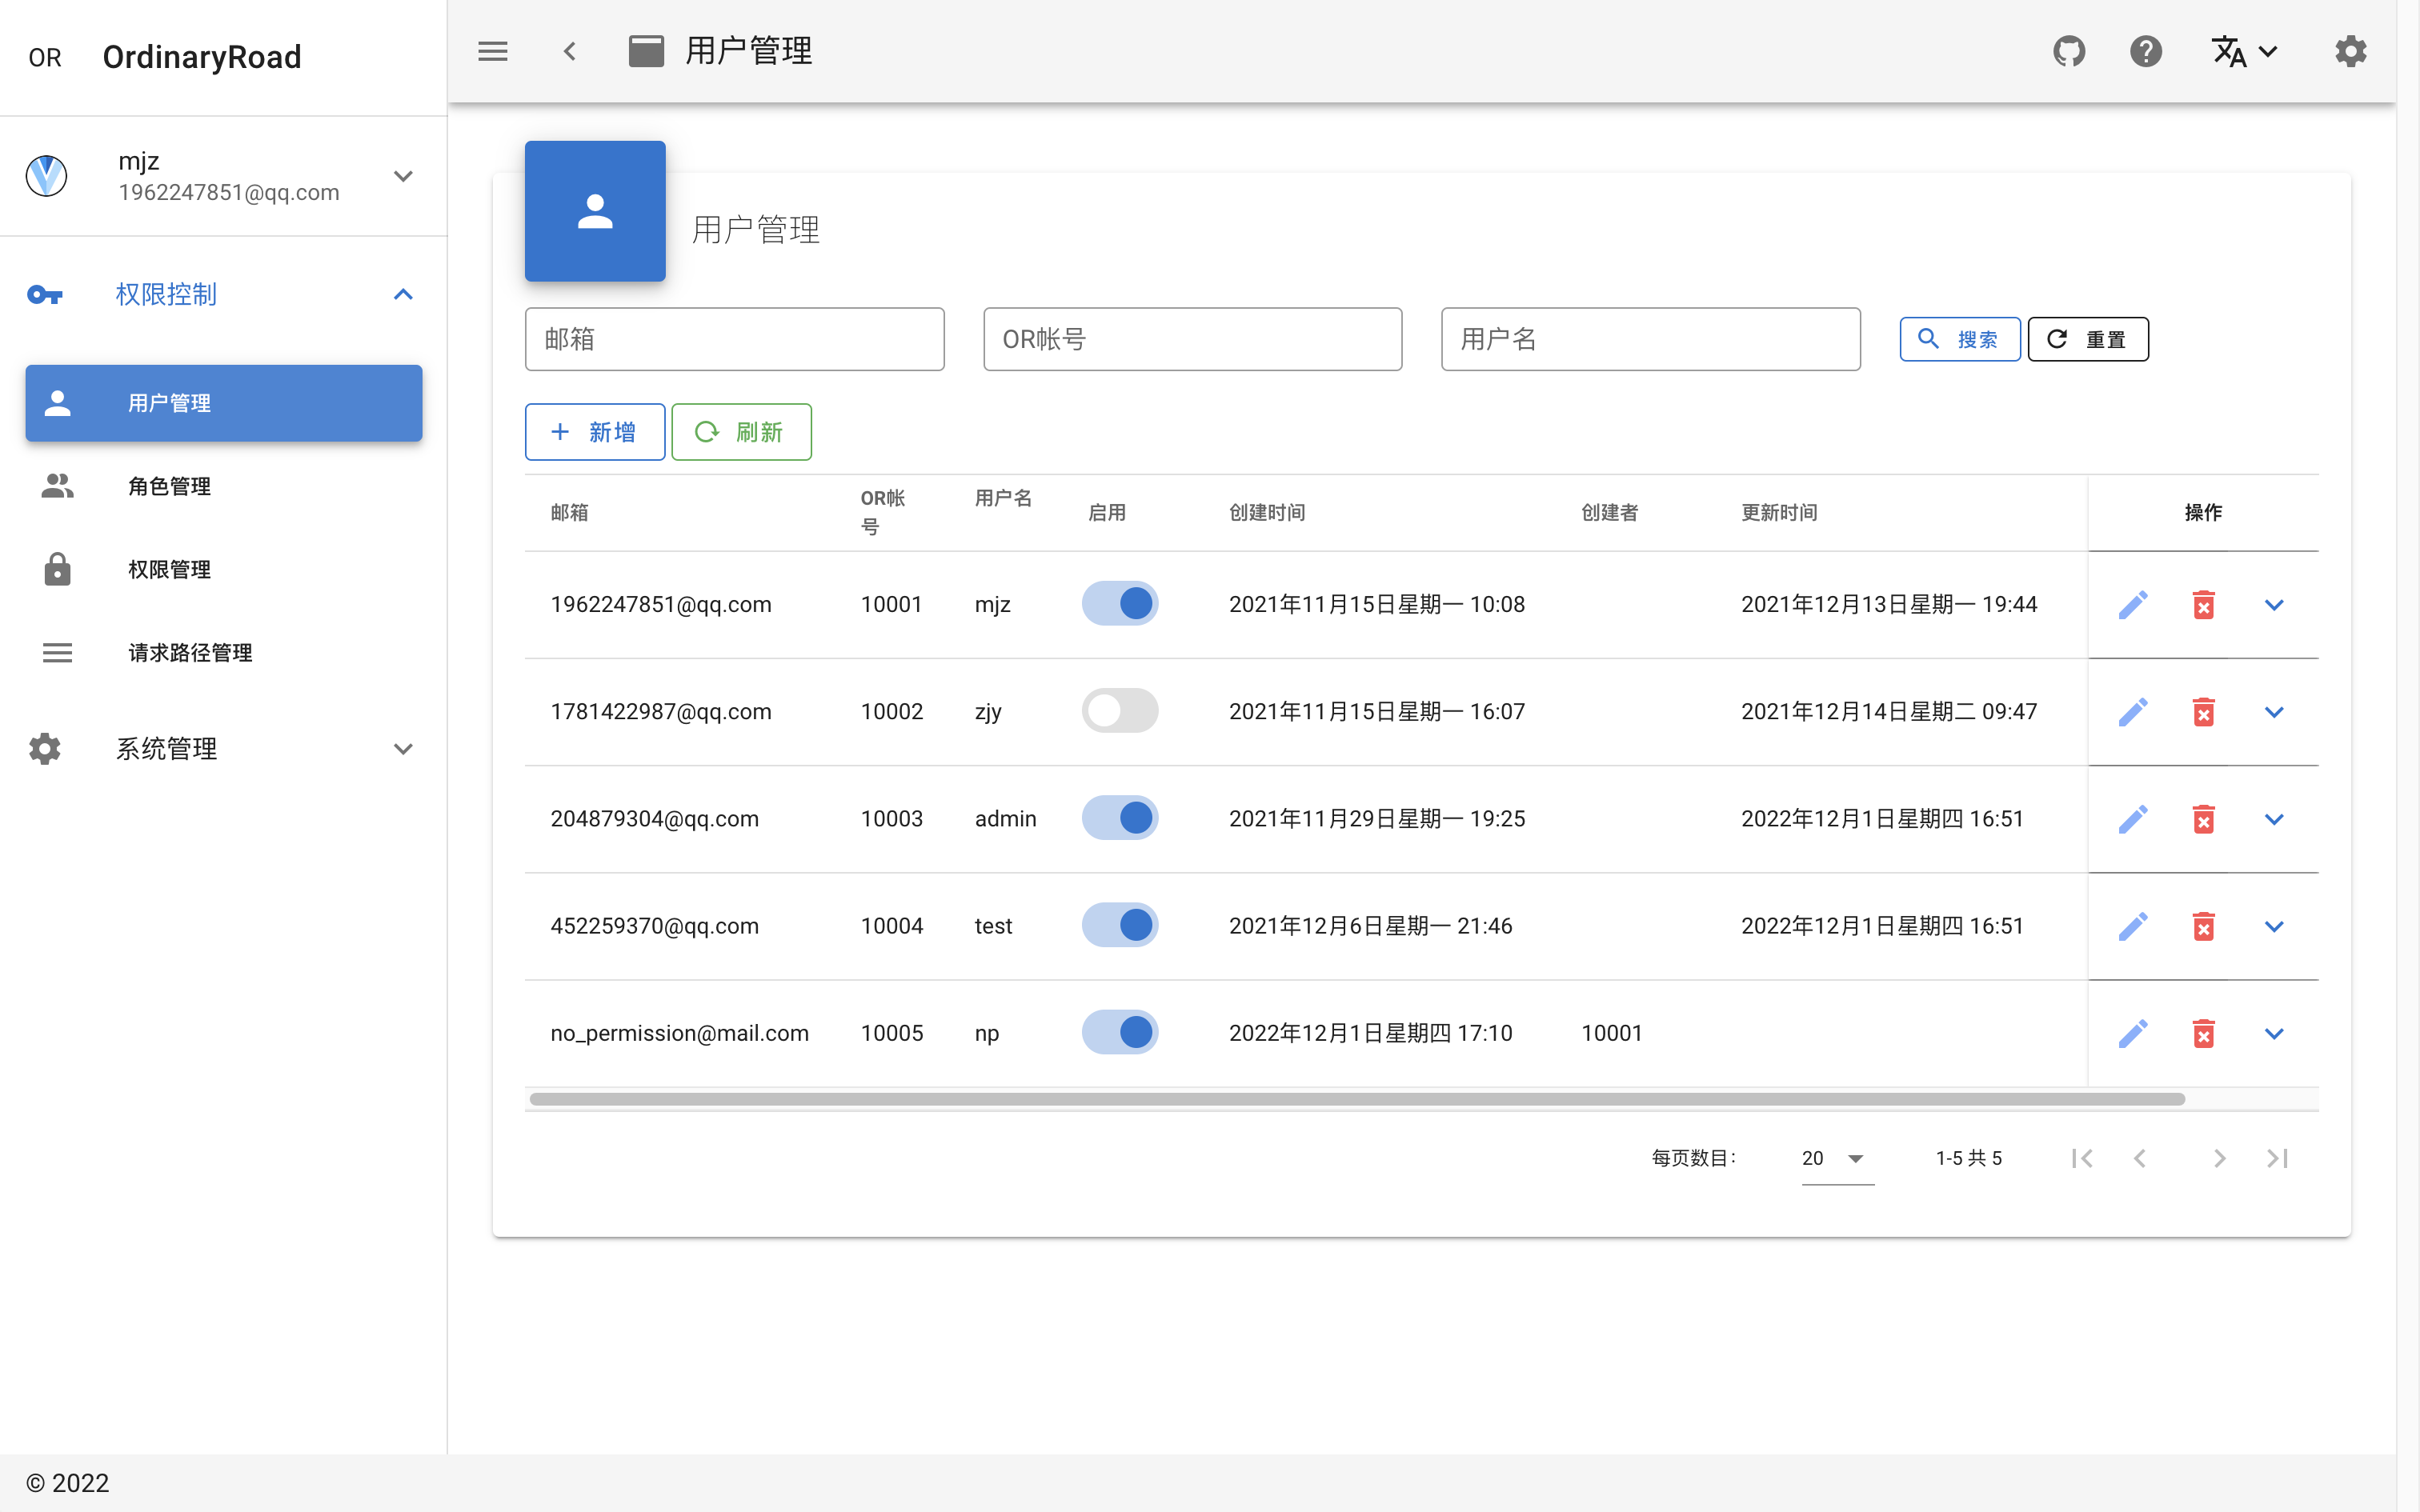 OR OrdinaryRoad
用户管理
mjz
1962247851@qq.com
权限控制
用户管理
角色管理
权限管理
请求路径管理
系统管理
用户管理
邮箱 OR帐号 用户名 搜索 重置
新增 刷新
邮箱 OR帐号 用户名 启用 创建时间 创建者 更新时间 操作
1962247851@qq.com 10001 mjz 2021年11月15日星期一 10:08 2021年12月13日星期一 19:44
1781422987@qq.com 10002 zjy 2021年11月15日星期一 16:07 2021年12月14日星期二 09:47
204879304@qq.com 10003 admin 2021年11月29日星期一 19:25 2022年12月1日星期四 16:51
452259370@qq.com 10004 test 2021年12月6日星期一 21:46 2022年12月1日星期四 16:51
no_permission@mail.com 10005 np 2022年12月1日星期四 17:10 10001
每页数目: 20 1-5 共 5
© 2022